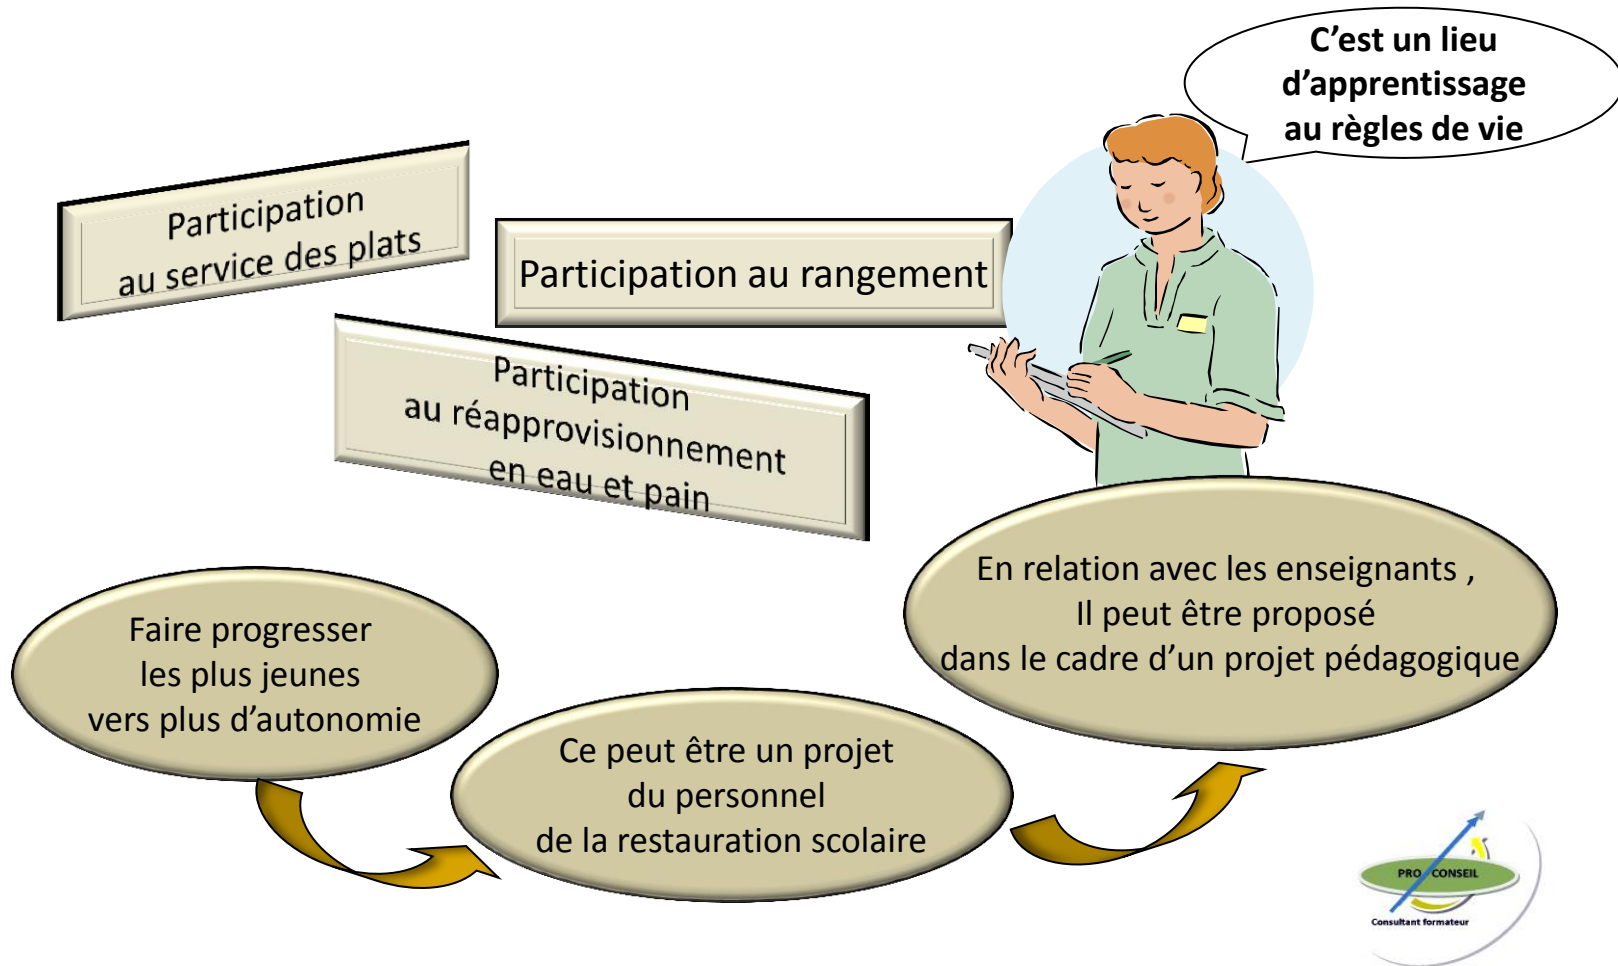 C’est un lieu
d’apprentissage
au règles de vie
Participation
au service des plats
Participation au rangement
Participation
au réapprovisionnement
en eau et pain
En relation avec les enseignants ,
Il peut être proposé
dans le cadre d’un projet pédagogique
Faire progresser
les plus jeunes
vers plus d’autonomie
Ce peut être un projet
du personnel
de la restauration scolaire
PRO CONSEIL
Consultant formateur